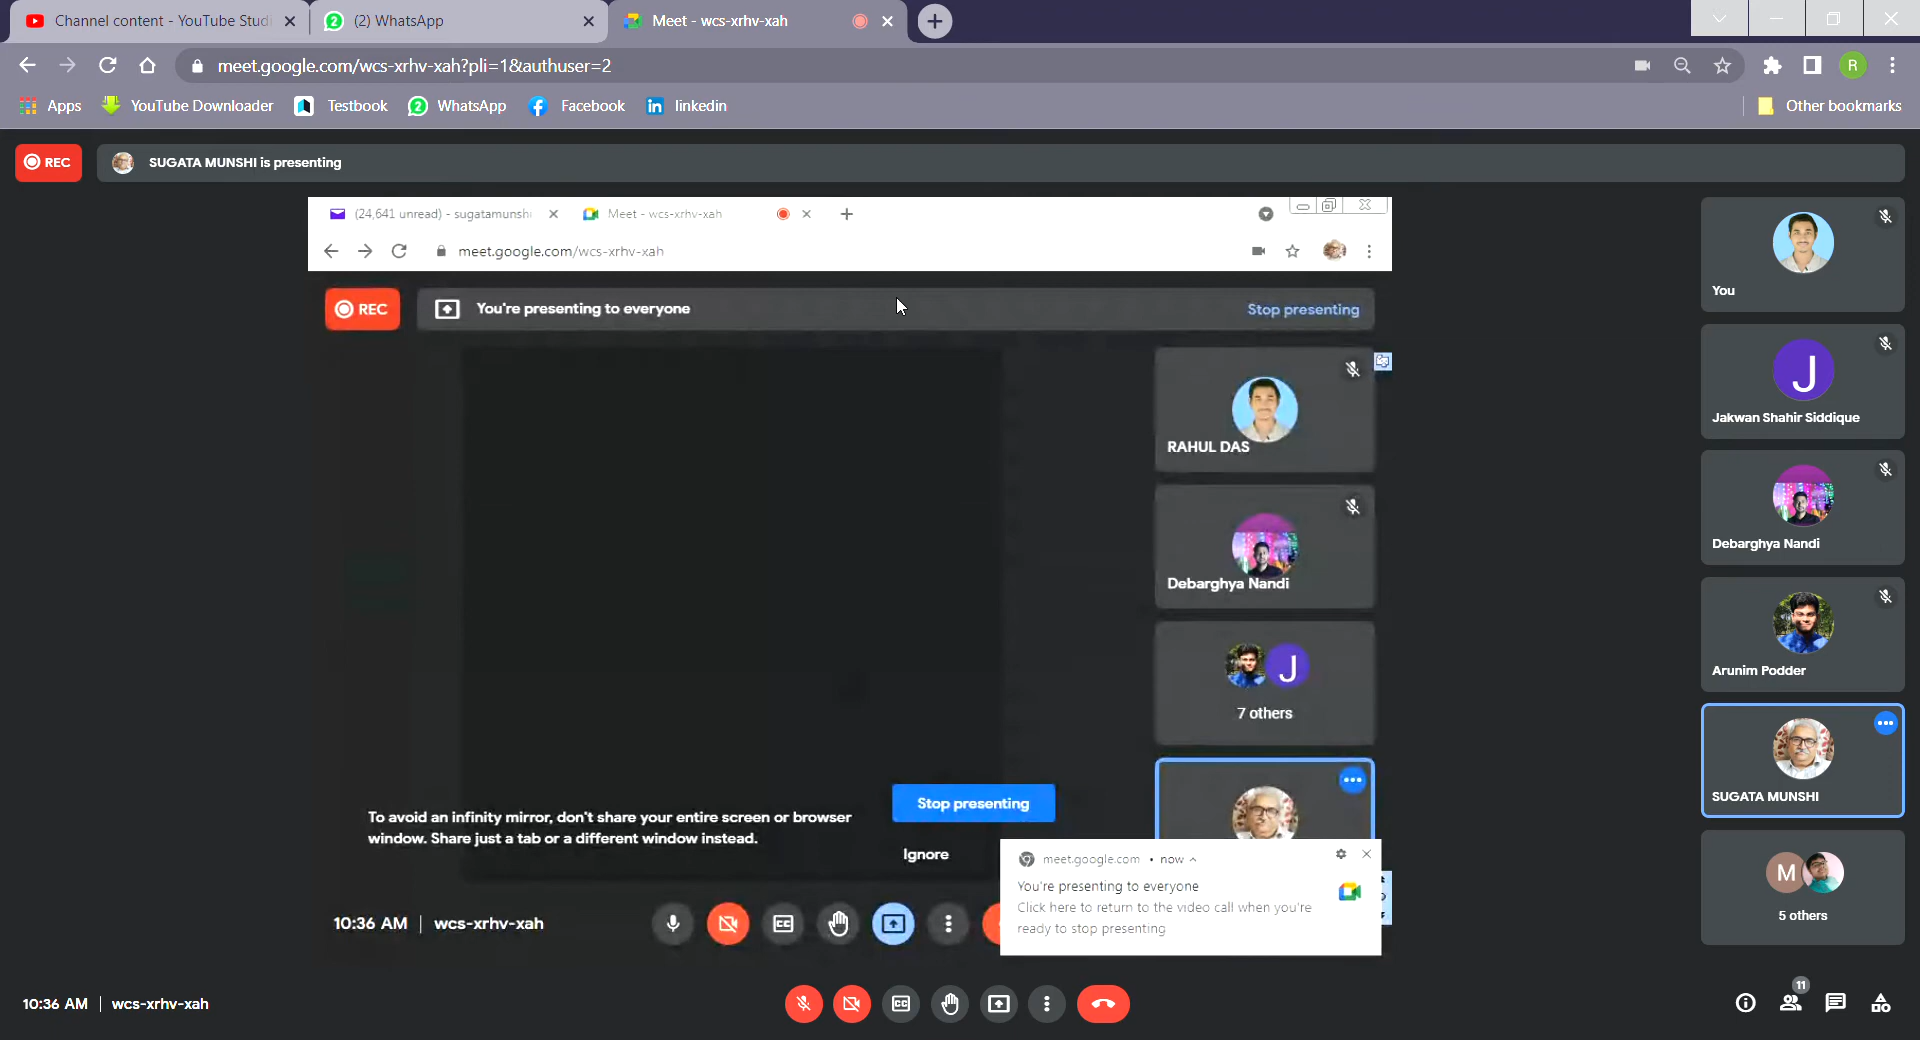 Channel content - YouTube Studi
(2) WhatsApp
Meet - wcs-xrhv-xah
meet.google.com/wcs-xrhv-xah?pli=1&authuser=2
R
Apps
YouTube Downloader
Testbook
2
WhatsApp
Facebook
linkedin
Other bookmarks
REC
SUGATA MUNSHI is presenting
(24,641 unread) - sugatamunshi
Meet - wcs-xrhv-xah
meet.google.com/wcs-xrhv-xah
REC
You're presenting to everyone
Stop presenting
RAHUL DAS
Debarghya Nandi
J
7 others
To avoid an infinity mirror, don't share your entire screen or browser
window. Share just a tab or a different window instead.
Stop presenting
Ignore
meet.google.com • now
You're presenting to everyone
Click here to return to the video call when you're
ready to stop presenting
10:36 AM | wcs-xrhv-xah
You
J
Jakwan Shahir Siddique
Debarghya Nandi
Arunim Podder
SUGATA MUNSHI
M
5 others
10:36 AM | wcs-xrhv-xah
11